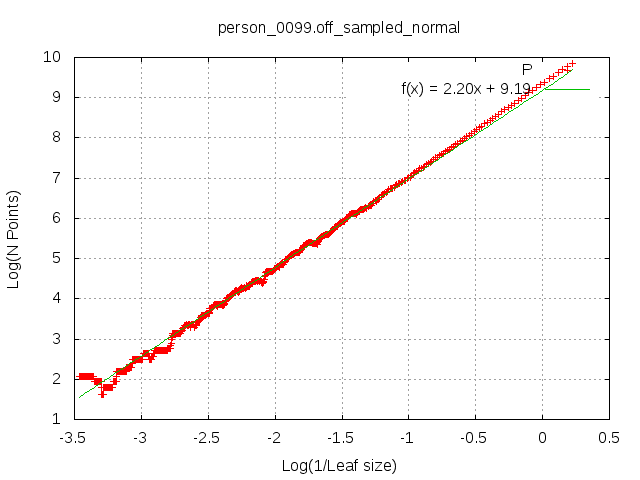 person_0099.off_sampled_normal
10
9
8
7
6
5
4
3
2
1
Log(N Points)
P
f(x) = 2.20x + 9.19
-3.5 -3 -2.5 -2 -1.5 -1 -0.5 0 0.5
Log(1/Leaf size)